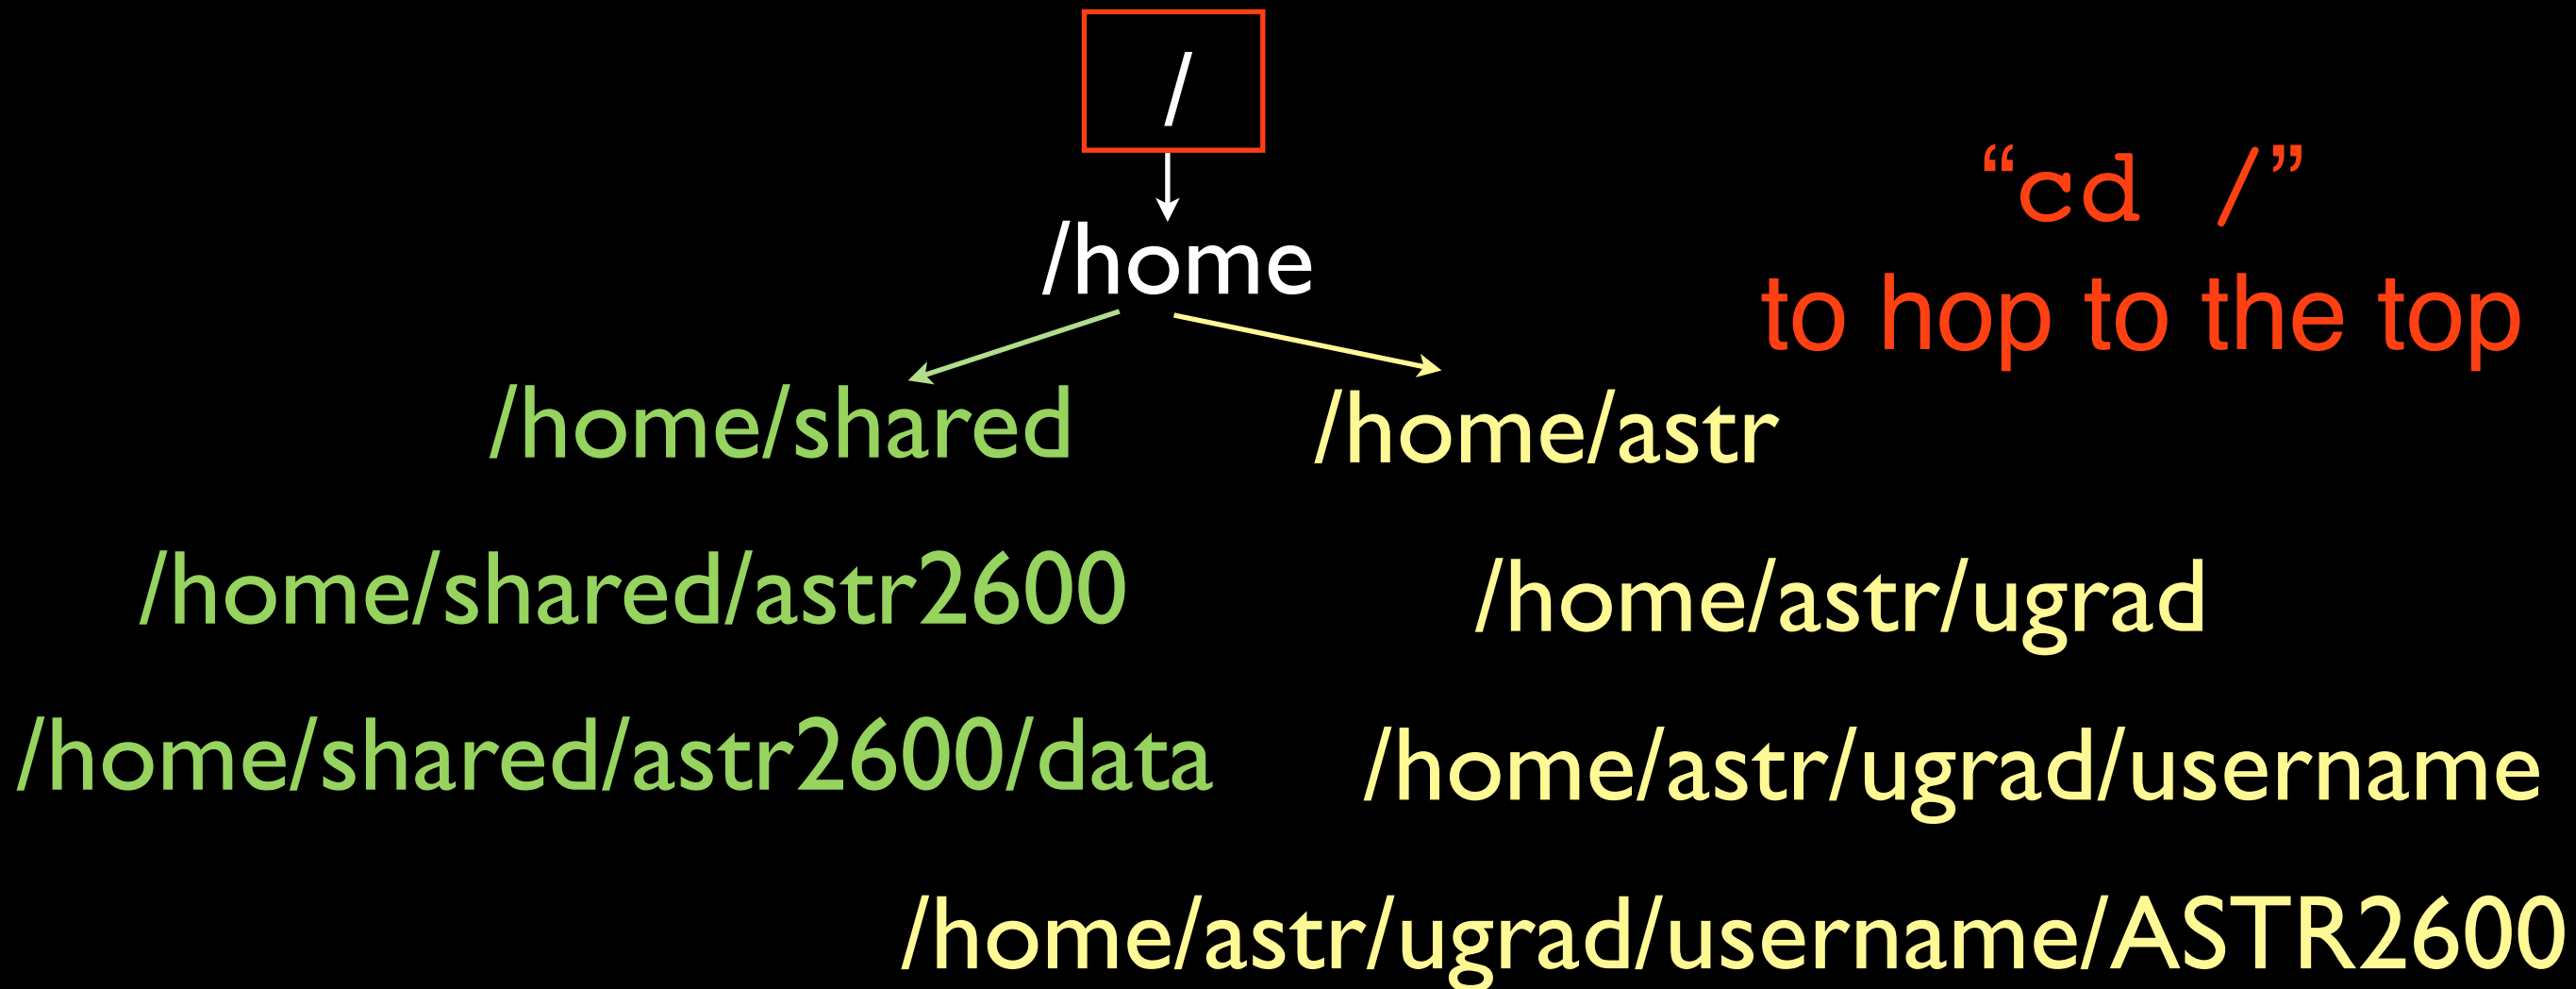 /
“cd /”
/home
to hop to the top
/home/shared
/home/astr
/home/shared/astr2600
/home/astr/ugrad
/home/shared/astr2600/data
/home/astr/ugrad/username
/home/astr/ugrad/username/ASTR2600